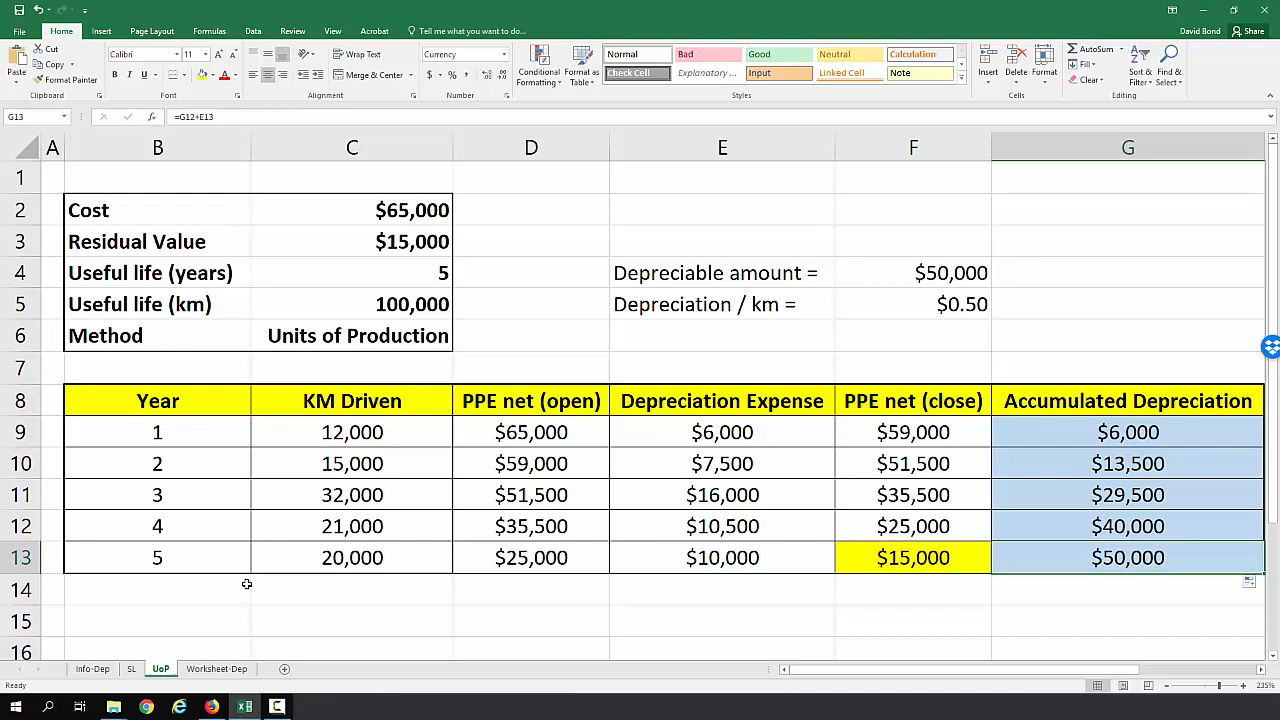 File Home Insert Page Layout Formulas Data Review View Acrobat Tell me what you want to do... David Bond Share
Cut
Copy
Format Painter
Paste
Clipboard
Calibri 11
B I U
Font
Wrap Text
Merge & Center
Alignment
Currency
$ % ,
Number
Conditional Formatting
Format as Table
Normal Bad Good Neutral Calculation
Check Cell Explanatory ... Input Linked Cell Note
Styles
Insert Delete Format
Cells
AutoSum
Fill
Clear
Sort & Filter
Find & Select
Editing
G13 fx =G12+E13
A B C D E F G
1
2 Cost $65,000
3 Residual Value $15,000
4 Useful life (years) 5 Depreciable amount = $50,000
5 Useful life (km) 100,000 Depreciation / km = $0.50
6 Method Units of Production
7
8 Year KM Driven PPE net (open) Depreciation Expense PPE net (close) Accumulated Depreciation
9 1 12,000 $65,000 $6,000 $59,000 $6,000
10 2 15,000 $59,000 $7,500 $51,500 $13,500
11 3 32,000 $51,500 $16,000 $35,500 $29,500
12 4 21,000 $35,500 $10,500 $25,000 $40,000
13 5 20,000 $25,000 $10,000 $15,000 $50,000
14
15
16
Info-Dep SL UoP Worksheet-Dep
Ready 235%